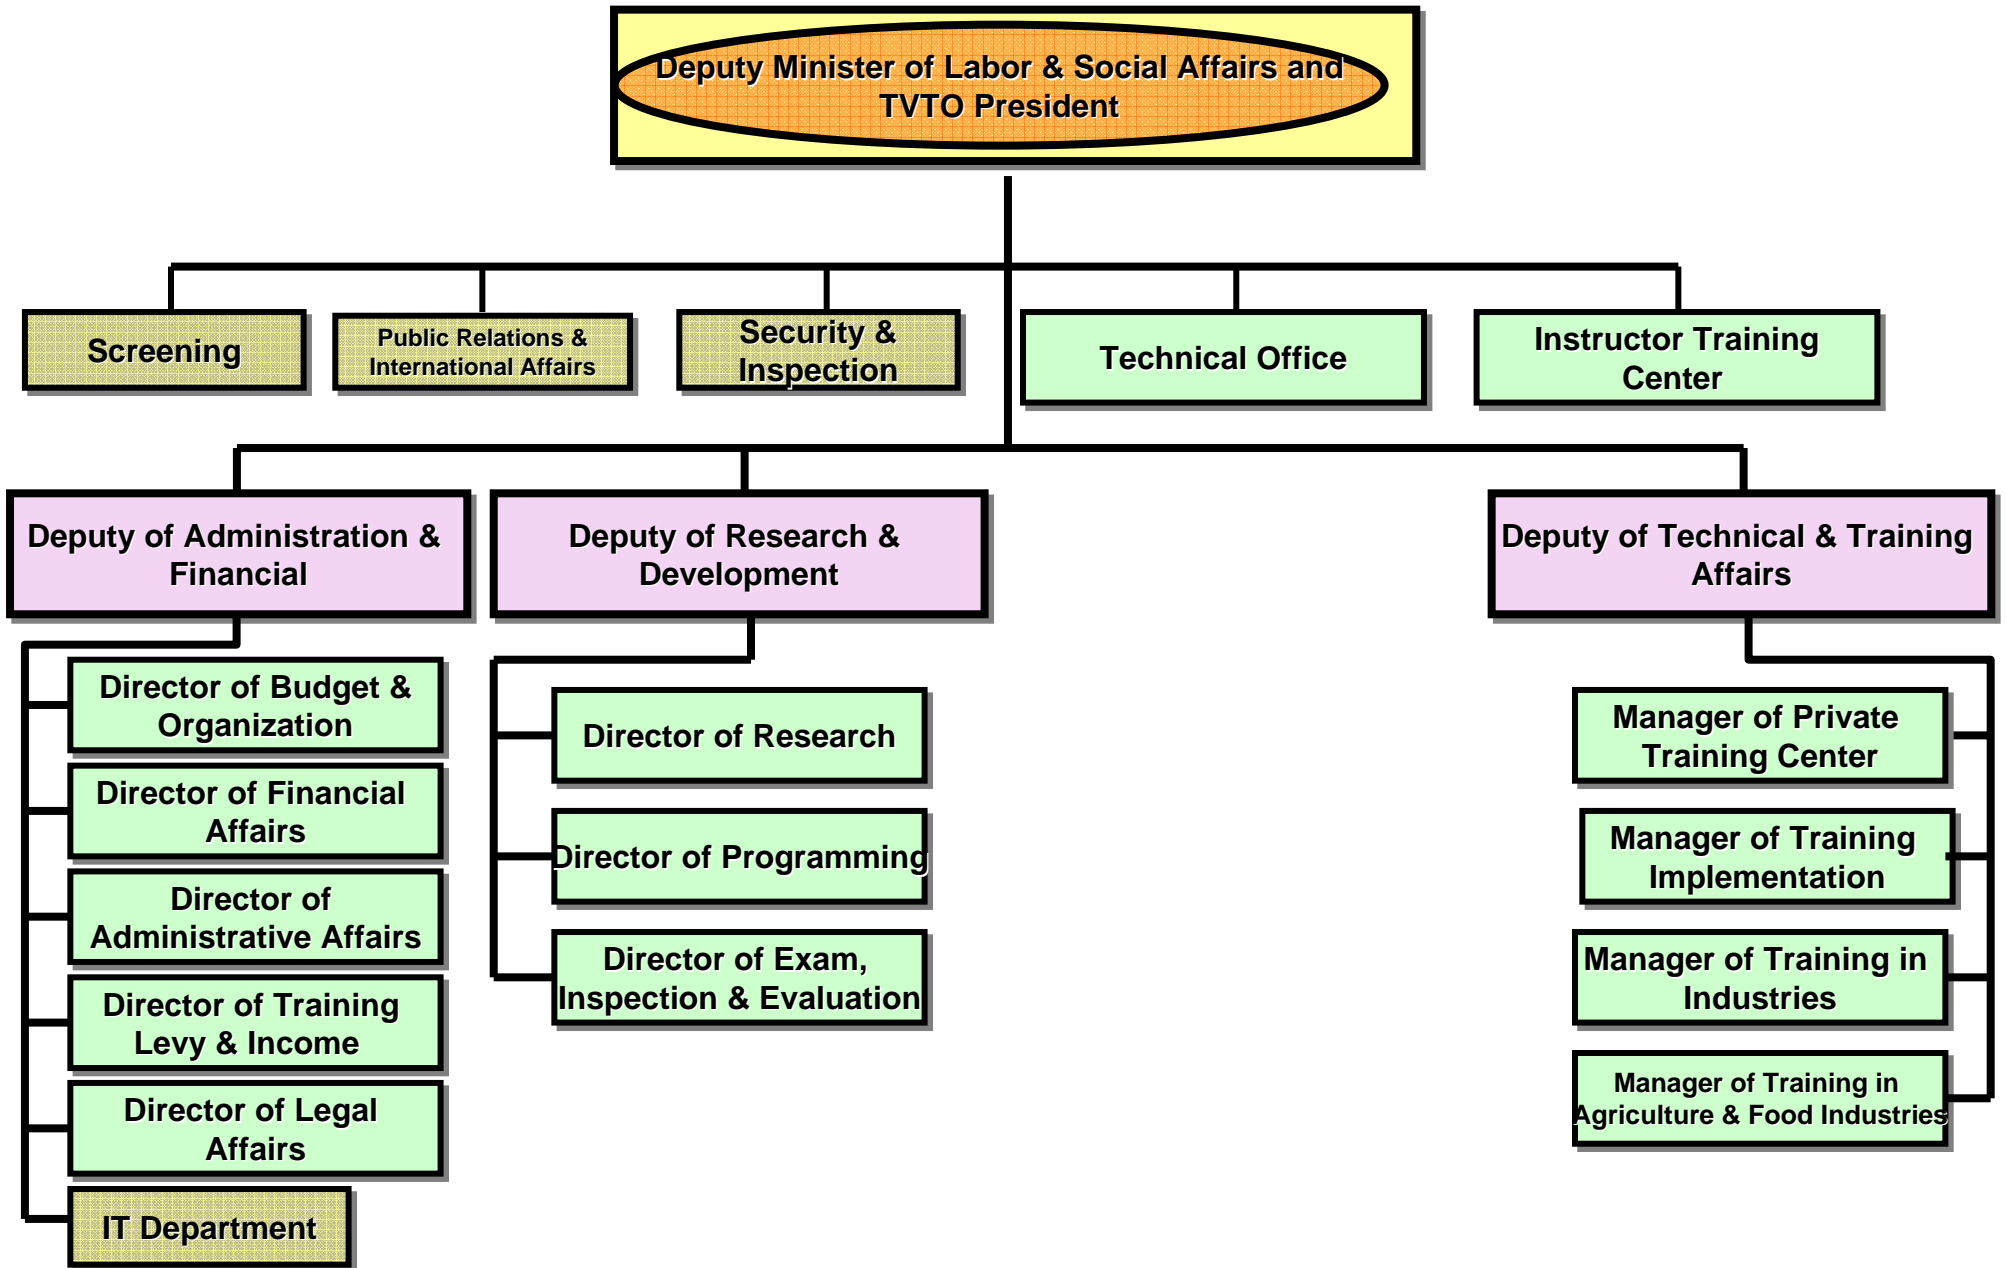 Deputy Minister of Labor & Social Affairs and
TVTO President
Screening
Public Relations &
International Affairs
Security &
Inspection
Technical Office
Instructor Training
Center
Deputy of Administration &
Financial
Deputy of Research &
Development
Deputy of Technical & Training
Affairs
Director of Budget &
Organization
Director of Financial
Affairs
Director of
Administrative Affairs
Director of Training
Levy & Income
Director of Legal
Affairs
IT Department
Director of Research
Director of Programming
Director of Exam,
Inspection & Evaluation
Manager of Private
Training Center
Manager of Training
Implementation
Manager of Training in
Industries
Manager of Training in
Agriculture & Food Industries